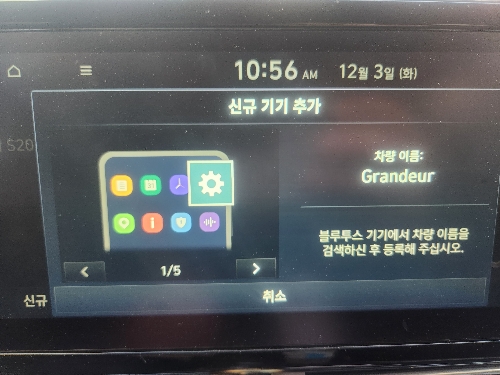 10:56 AM 12월 3일 (화)
신규 기기 추가
S20
차량 이름:
Grandeur
블루투스 기기에서 차량 이름을
검색하신 후 등록해 주십시오.
1/5
신규
취소